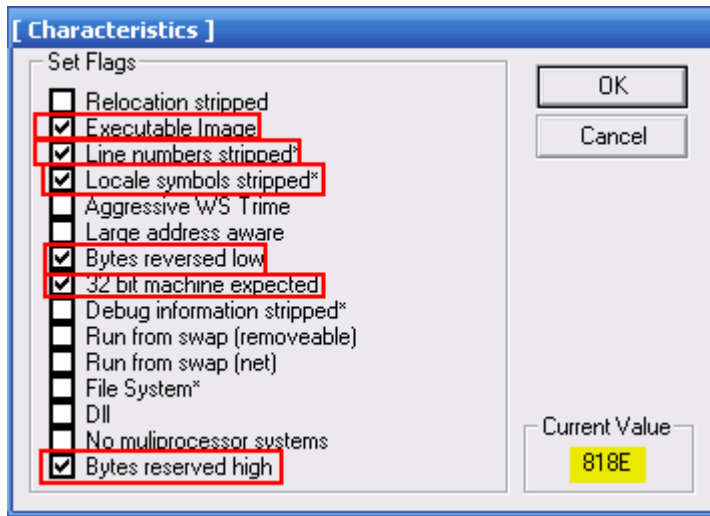 [ Characteristics ]
Set Flags
Relocation stripped
Executable Image
Line numbers stripped*
Locale symbols stripped*
Aggressive WS Trime
Large address aware
Bytes reversed low
32 bit machine expected
Debug information stripped*
Run from swap (removeable)
Run from swap (net)
File System*
Dll
No muliprocessor systems
Bytes reserved high
OK
Cancel
Current Value
818E